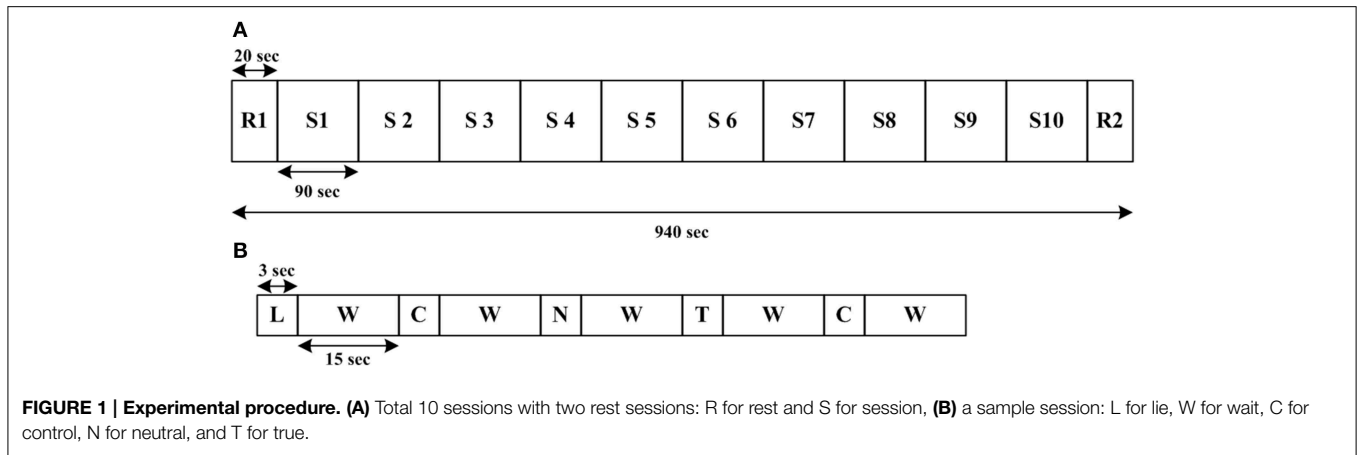 A
20 sec
R1 S1 S 2 S 3 S 4 S 5 S 6 S7 S8 S9 S10 R2
90 sec
940 sec
B
3 sec
L W C W N W T W C W
15 sec
FIGURE 1 | Experimental procedure. (A) Total 10 sessions with two rest sessions: R for rest and S for session, (B) a sample session: L for lie, W for wait, C for
control, N for neutral, and T for true.